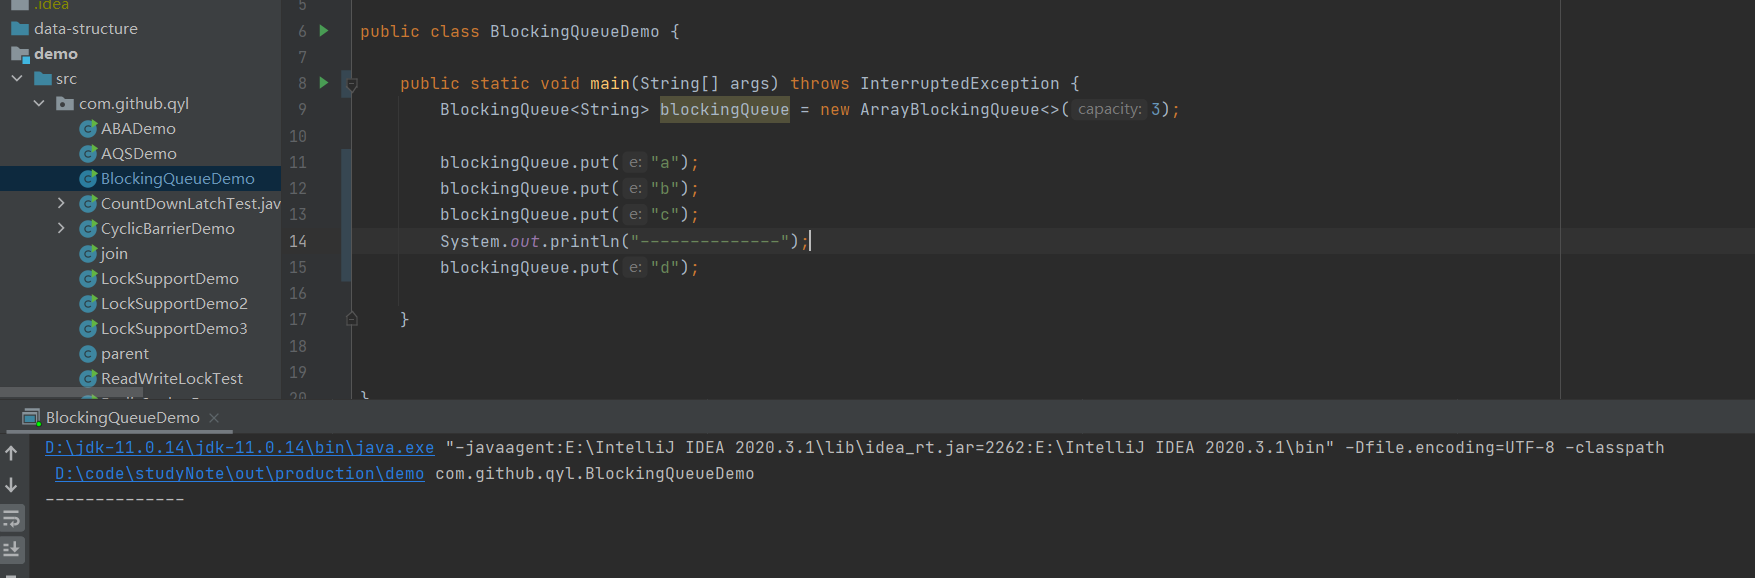 .idea
data-structure
demo
src
com.github.qyl
ABADemo
AQSDemo
BlockingQueueDemo
CountDownLatchTest.jav
CyclicBarrierDemo
join
LockSupportDemo
LockSupportDemo2
LockSupportDemo3
parent
ReadWriteLockTest
5
6 public class BlockingQueueDemo {
7
8 public static void main(String[] args) throws InterruptedException {
9 BlockingQueue<String> blockingQueue = new ArrayBlockingQueue<>( capacity: 3);
10
11 blockingQueue.put( e: "a");
12 blockingQueue.put( e: "b");
13 blockingQueue.put( e: "c");
14 System.out.println("--------------");
15 blockingQueue.put( e: "d");
16
17 }
18
19
20 }
BlockingQueueDemo
D:\jdk-11.0.14\jdk-11.0.14\bin\java.exe "-javaagent:E:\IntelliJ IDEA 2020.3.1\lib\idea_rt.jar=2262:E:\IntelliJ IDEA 2020.3.1\bin" -Dfile.encoding=UTF-8 -classpath
D:\code\studyNote\out\production\demo com.github.qyl.BlockingQueueDemo
--------------